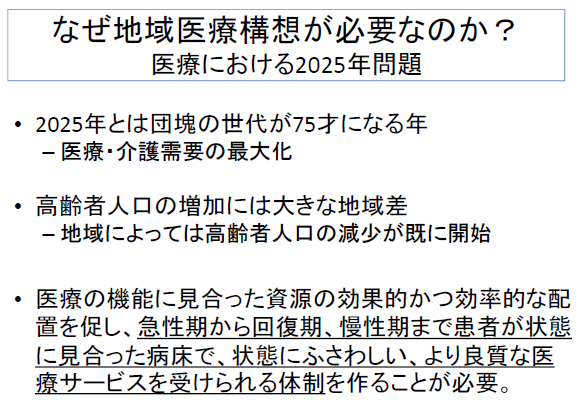 なぜ地域医療構想が必要なのか？
医療における2025年問題
• 2025年とは団塊の世代が75才になる年
– 医療・介護需要の最大化
• 高齢者人口の増加には大きな地域差
– 地域によっては高齢者人口の減少が既に開始
• 医療の機能に見合った資源の効果的かつ効率的な配
置を促し、急性期から回復期、慢性期まで患者が状態
に見合った病床で、状態にふさわしい、より良質な医
療サービスを受けられる体制を作ることが必要。